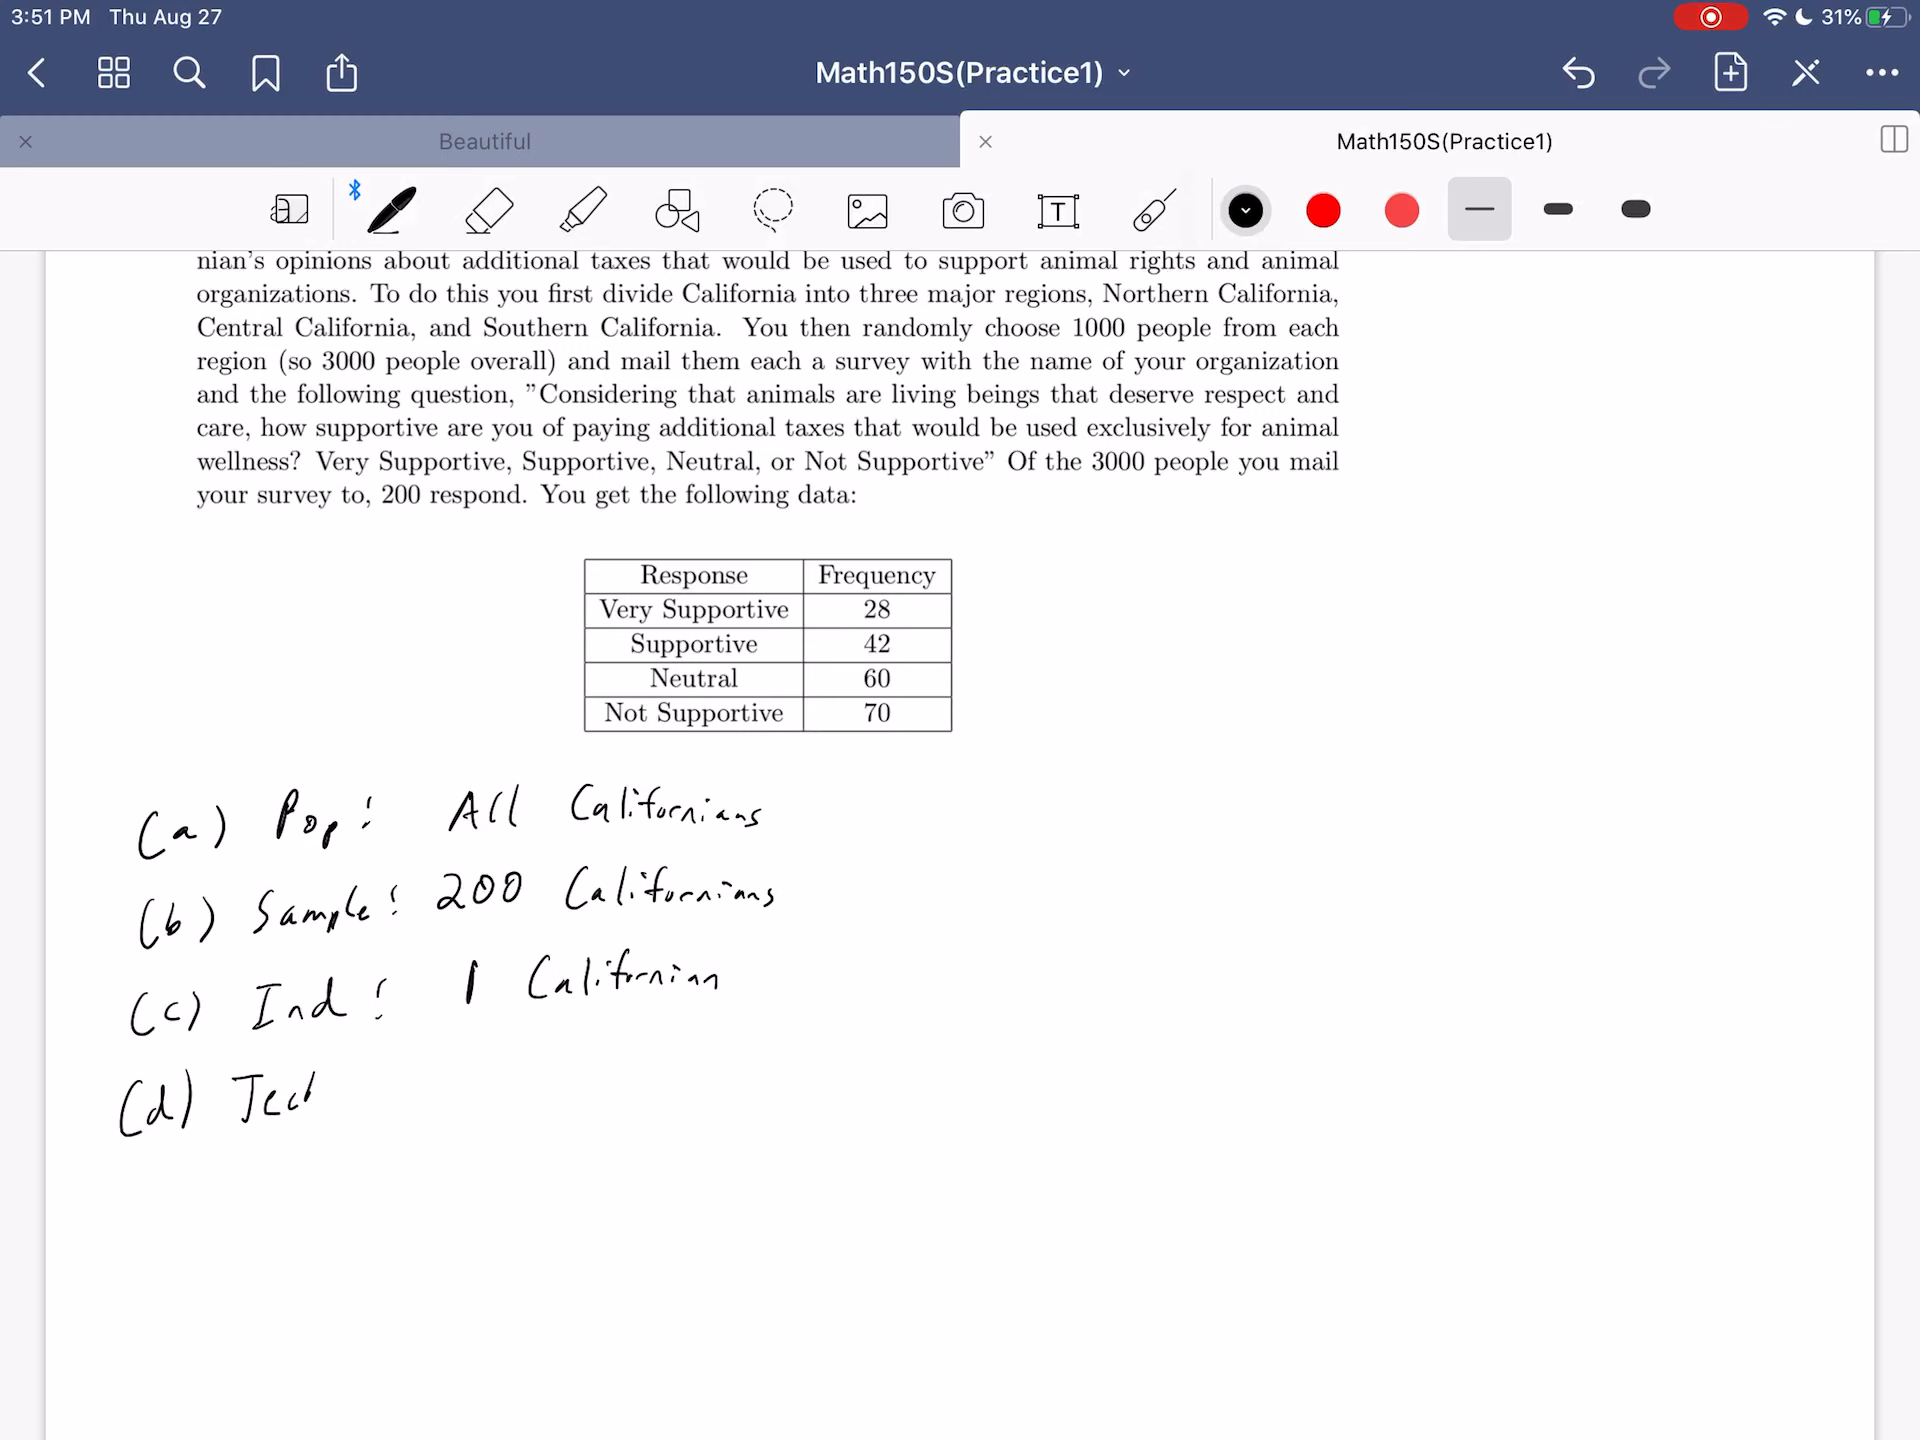 3:51 PM Thu Aug 27
31%
Math150S(Practice1)
Beautiful
Math150S(Practice1)
nian's opinions about additional taxes that would be used to support animal rights and animal
organizations. To do this you first divide California into three major regions, Northern California,
Central California, and Southern California. You then randomly choose 1000 people from each
region (so 3000 people overall) and mail them each a survey with the name of your organization
and the following question, "Considering that animals are living beings that deserve respect and
care, how supportive are you of paying additional taxes that would be used exclusively for animal
wellness? Very Supportive, Supportive, Neutral, or Not Supportive" Of the 3000 people you mail
your survey to, 200 respond. You get the following data:
Response Frequency
Very Supportive 28
Supportive 42
Neutral 60
Not Supportive 70
(a) Pop: All Californians
(b) Sample: 200 Californians
(c) Ind: 1 Californian
(d) Tec